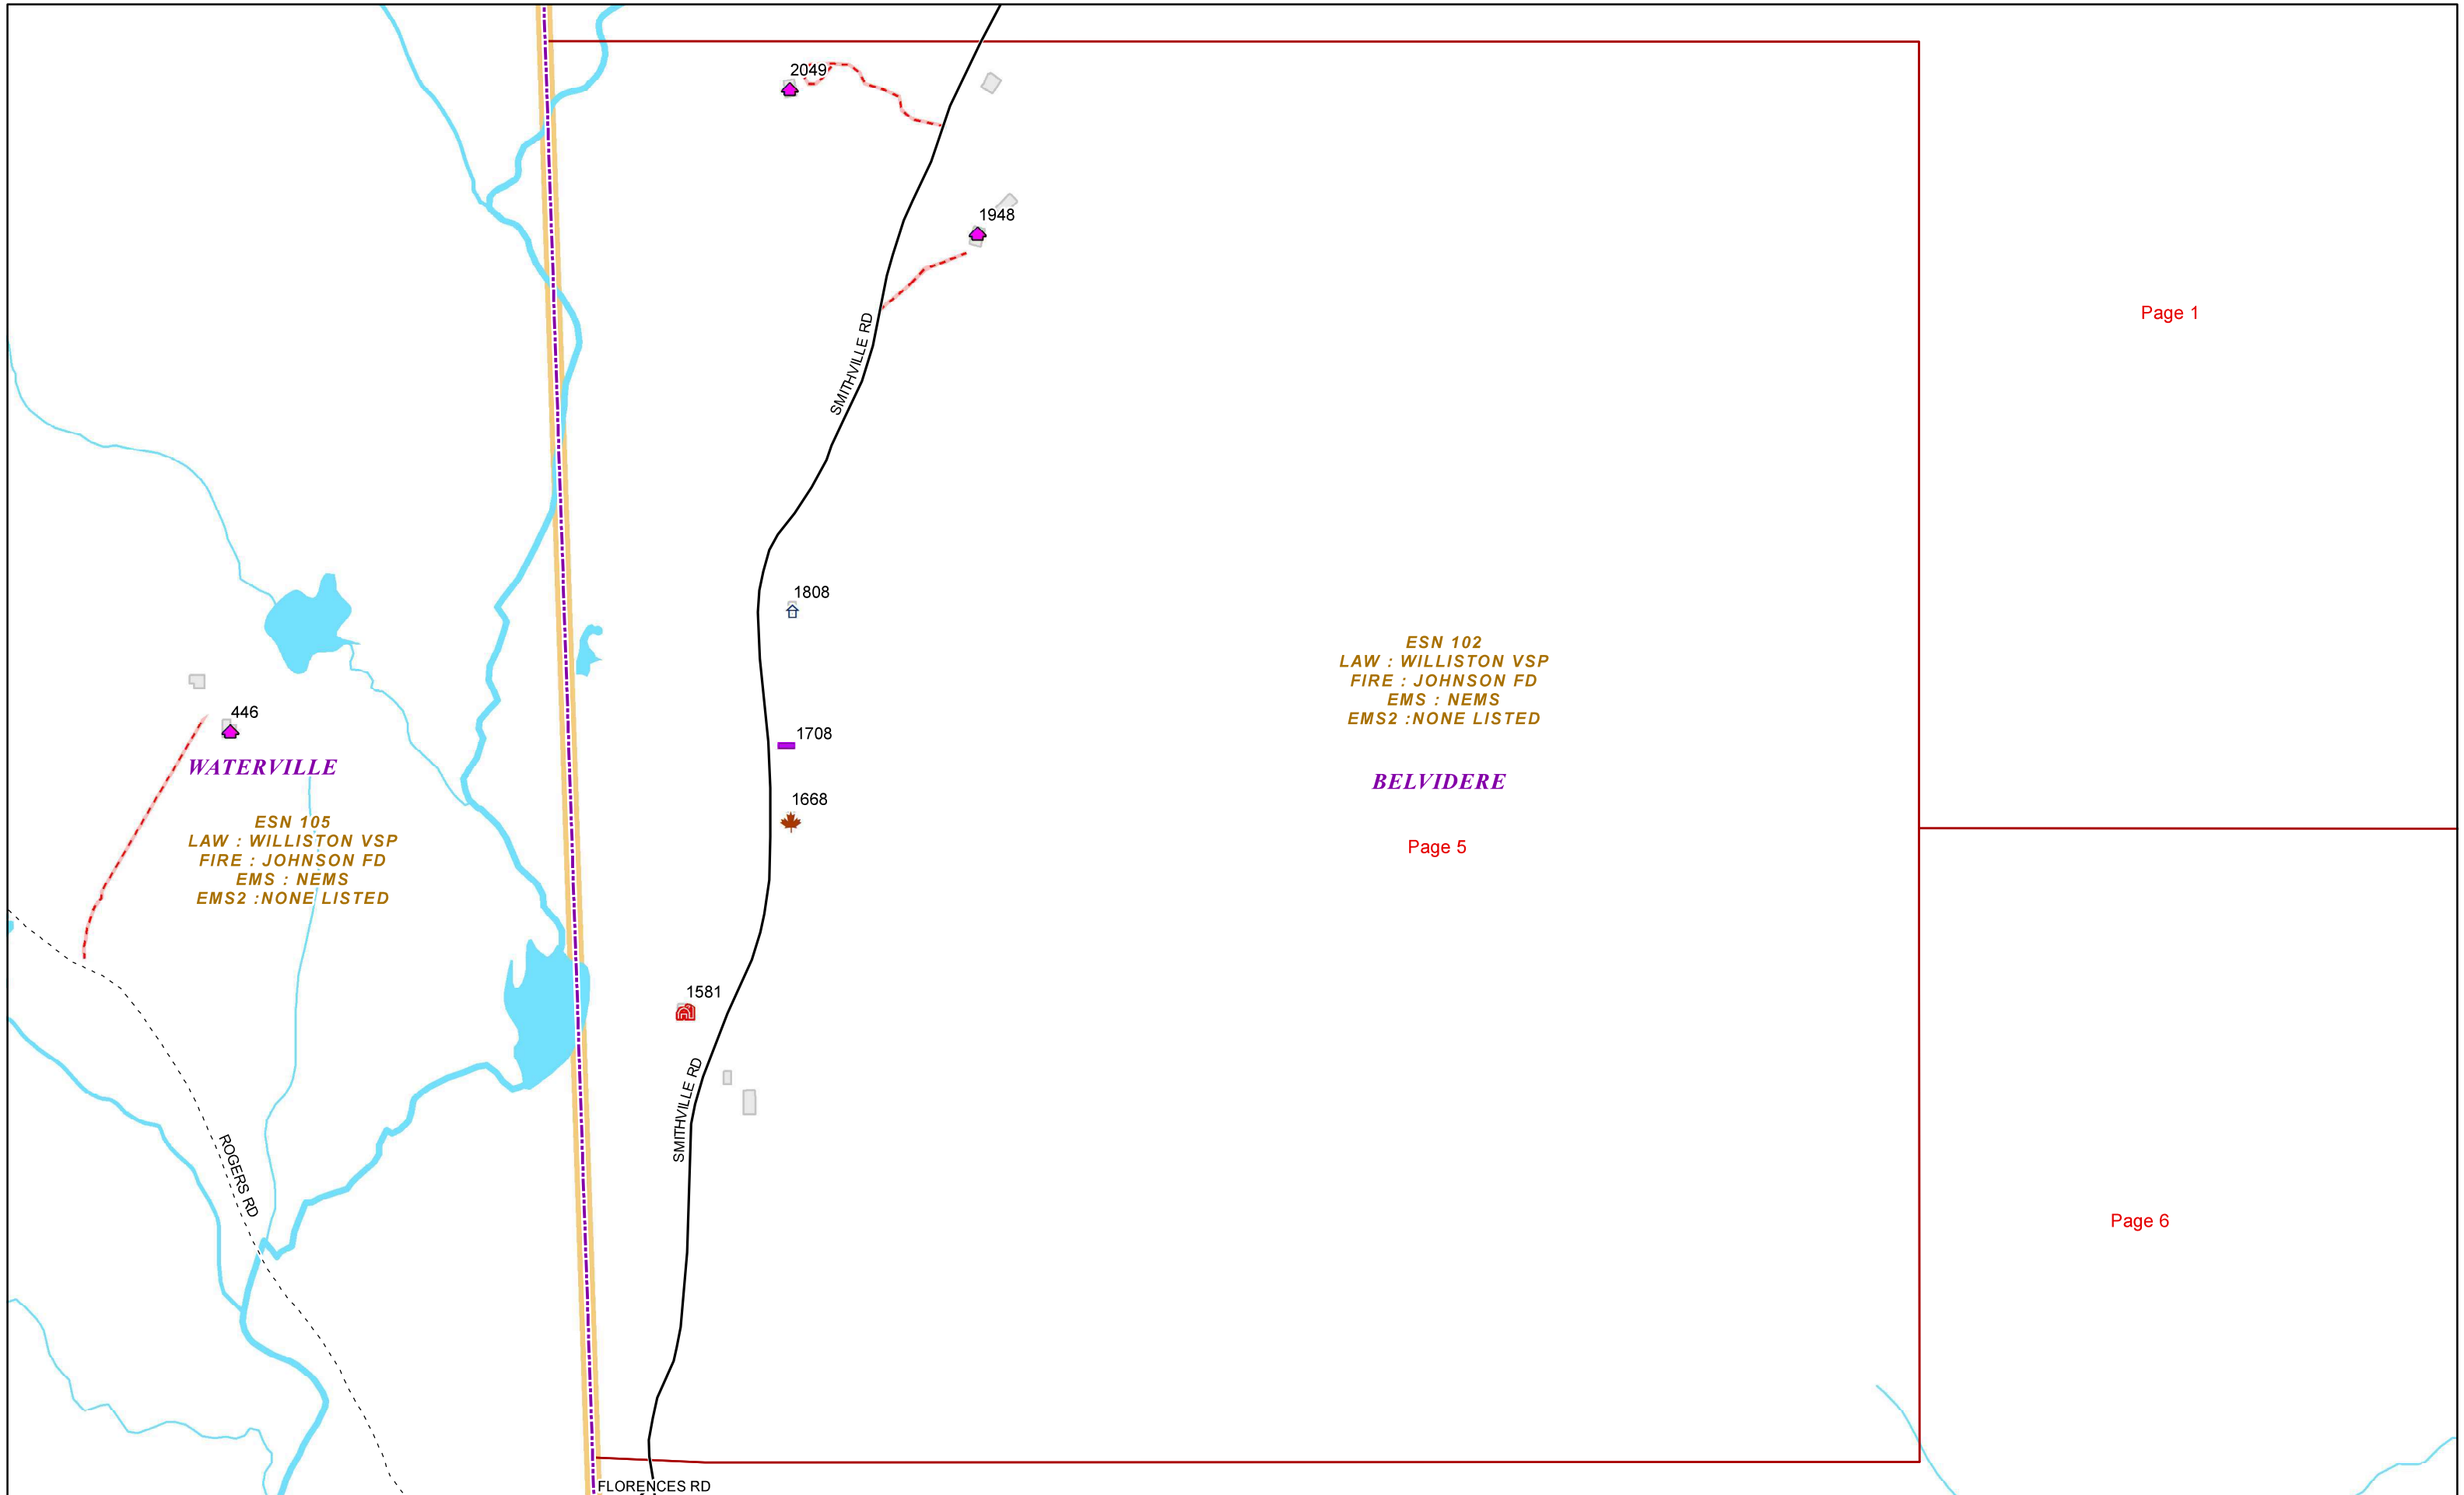 2049
1948
Page 1
SMITHVILLE RD
1808
ESN 102
LAW : WILLISTON VSP
FIRE : JOHNSON FD
EMS : NEMS
EMS2 :NONE LISTED
446
1708
WATERVILLE
BELVIDERE
1668
ESN 105
LAW : WILLISTON VSP
FIRE : JOHNSON FD
EMS : NEMS
EMS2 :NONE LISTED
Page 5
1581
SMITHVILLE RD
ROGERS RD
Page 6
FLORENCES RD